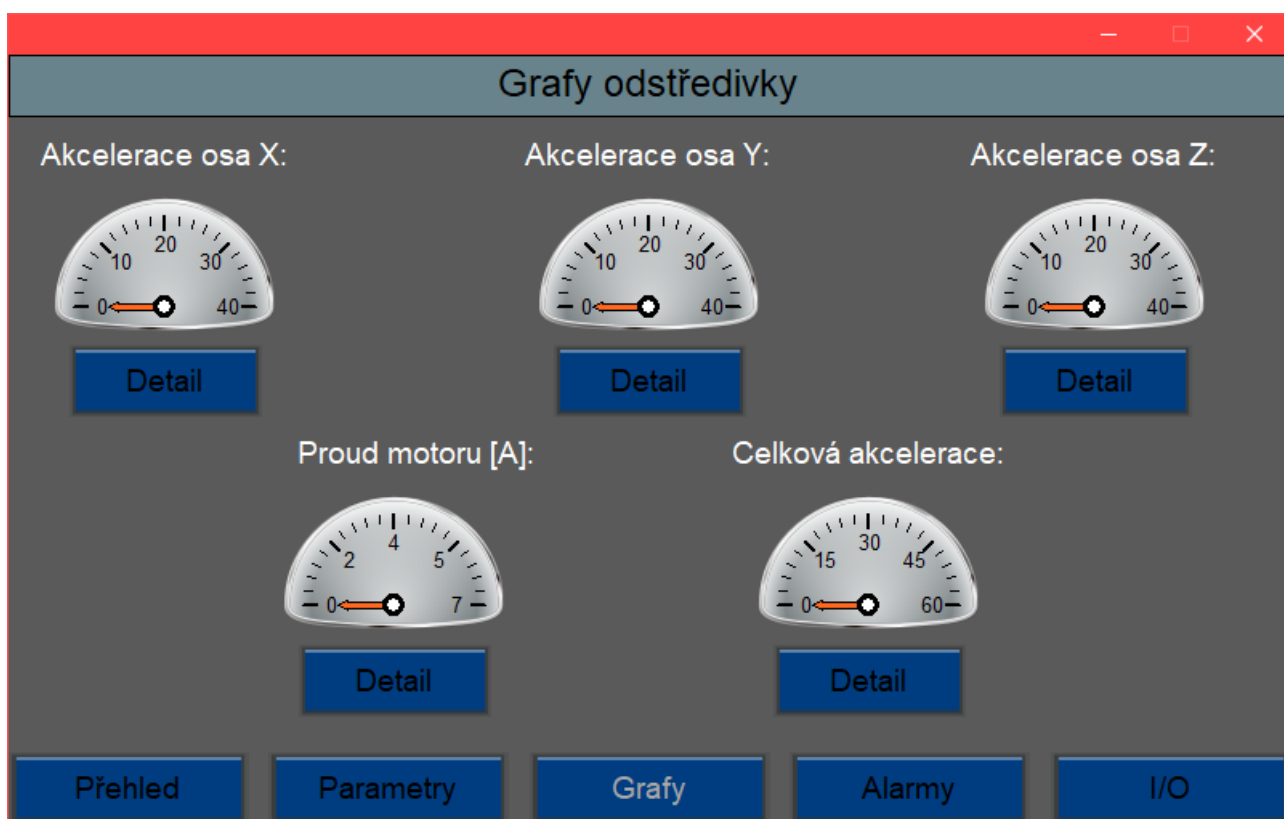 Grafy odstředivky
Akcelerace osa X: Akcelerace osa Y: Akcelerace osa Z:
0 10 20 30 40 0 10 20 30 40 0 10 20 30 40
Detail Detail Detail
Proud motoru [A]: Celková akcelerace:
0 2 4 5 7 0 15 30 45 60
Detail Detail
Přehled Parametry Grafy Alarmy I/O